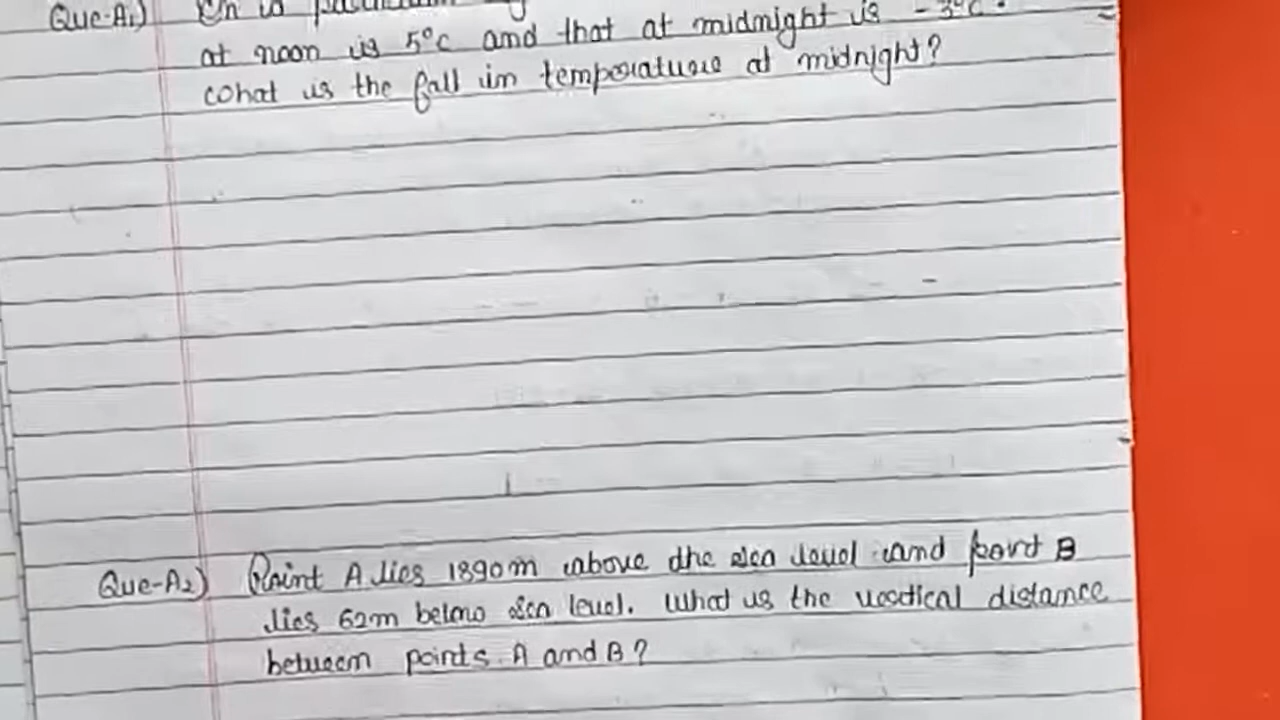 Que-A1)
at noon is 5°c and that at midnight is -3°c.
What is the fall in temperature at midnight?
Que-A2) Point A lies 1890m above the sea level and point B
lies 62m below sea level. What is the vertical distance
between points A and B?